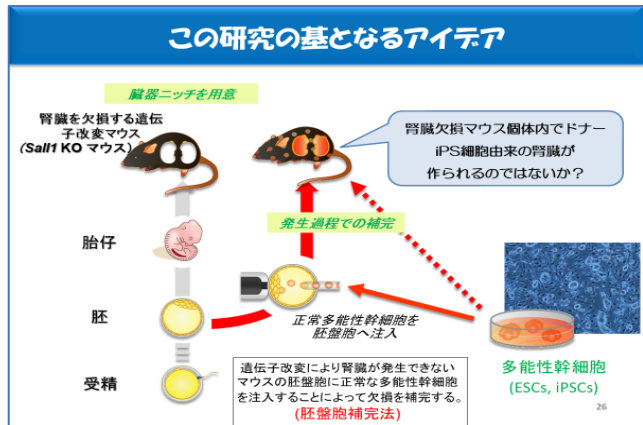 この研究の基となるアイデア
臓器ニッチを用意
腎臓を欠損する遺伝
子改変マウス
(Sall1 KO マウス)
腎臓欠損マウス個体内でドナー
iPS細胞由来の腎臓が
作られるのではないか？
発生過程での補完
胎仔
胚
正常多能性幹細胞を
胚盤胞へ注入
受精
遺伝子改変により腎臓が発生できない
マウスの胚盤胞に正常な多能性幹細胞
を注入することによって欠損を補完する。
(胚盤胞補完法)
多能性幹細胞
(ESCs, iPSCs)
26